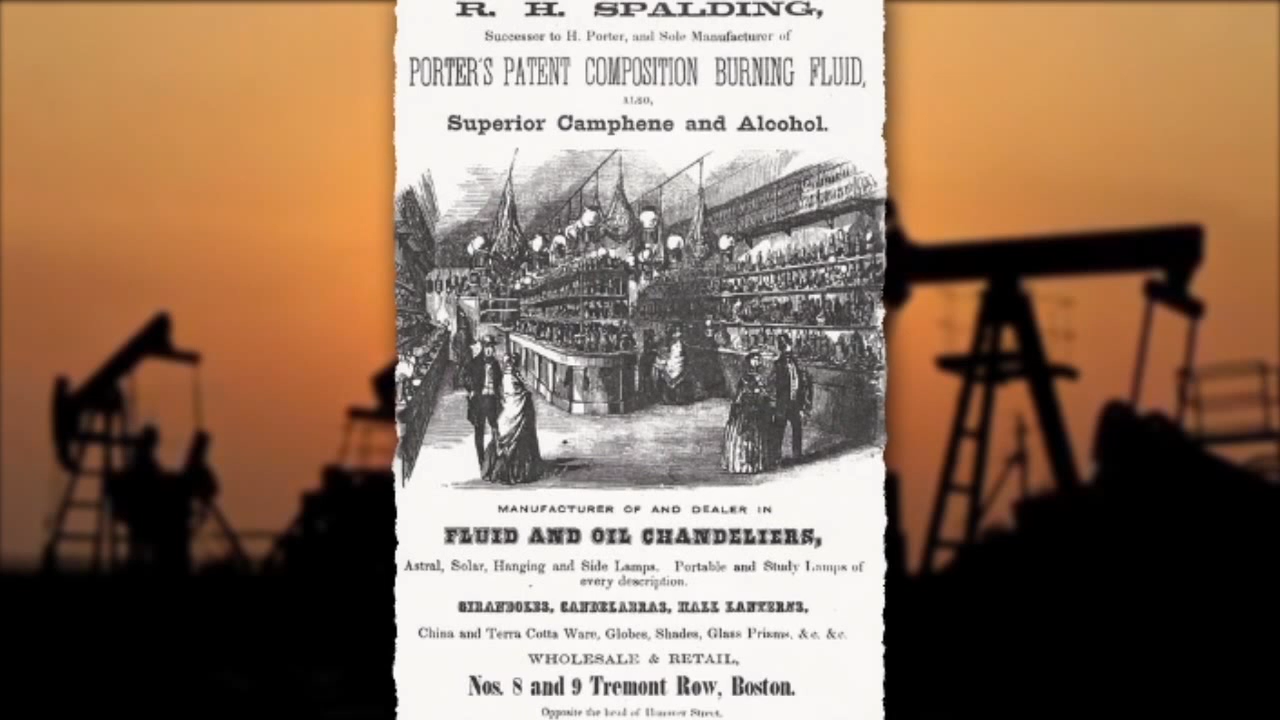 R. H. SPALDING,
Successor to H. Porter, and Sole Manufacturer of
PORTER'S PATENT COMPOSITION BURNING FLUID,
ALSO,
Superior Camphene and Alcohol.
MANUFACTURER OF AND DEALER IN
FLUID AND OIL CHANDELIERS,
Astral, Solar, Hanging and Side Lamps. Portable and Study Lamps of
every description.
GIRANDOLES, CANDELABRAS, HALL LANTERNS,
China and Terra Cotta Ware, Globes, Shades, Glass Prisms, &c. &c.
WHOLESALE & RETAIL,
Nos. 8 and 9 Tremont Row, Boston.
Opposite the head of Hanover Street.